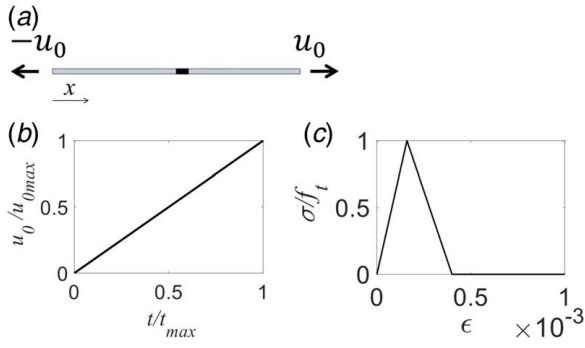 (a)
−u₀ u₀
x
(b)
u₀/u₀max
1
0.5
0
0 0.5 1
t/tmax
(c)
σ/fₜ
1
0.5
0
0 0.5 1
ϵ ×10⁻³